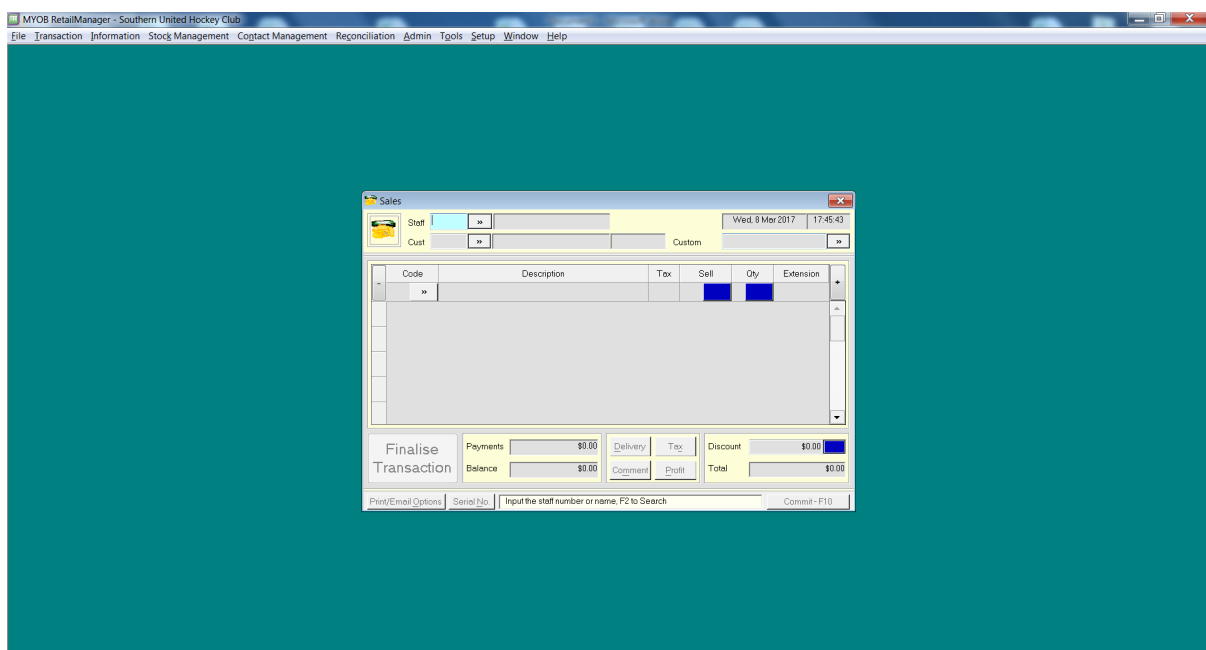 MYOB RetailManager - Southern United Hockey Club
File Transaction Information Stock Management Contact Management Reconciliation Admin Tools Setup Window Help
Sales
Staff » Wed, 8 Mar 2017 17:45:43
Cust » Custom »
- Code Description Tax Sell Qty Extension +
»
Finalise Transaction
Payments $0.00 Delivery Tax Discount $0.00
Balance $0.00 Comment Profit Total $0.00
Print/Email Options Serial No. Input the staff number or name, F2 to Search Commit - F10